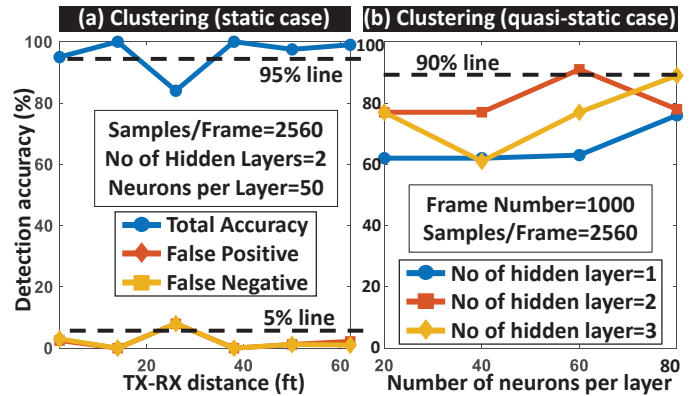 (a) Clustering (static case)
(b) Clustering (quasi-static case)
Detection accuracy (%)
100
80
60
40
20
0
95% line
Samples/Frame=2560
No of Hidden Layers=2
Neurons per Layer=50
Total Accuracy
False Positive
False Negative
5% line
20
40
60
TX-RX distance (ft)
100
80
60
40
20
0
90% line
Frame Number=1000
Samples/Frame=2560
No of hidden layer=1
No of hidden layer=2
No of hidden layer=3
20
40
60
80
Number of neurons per layer